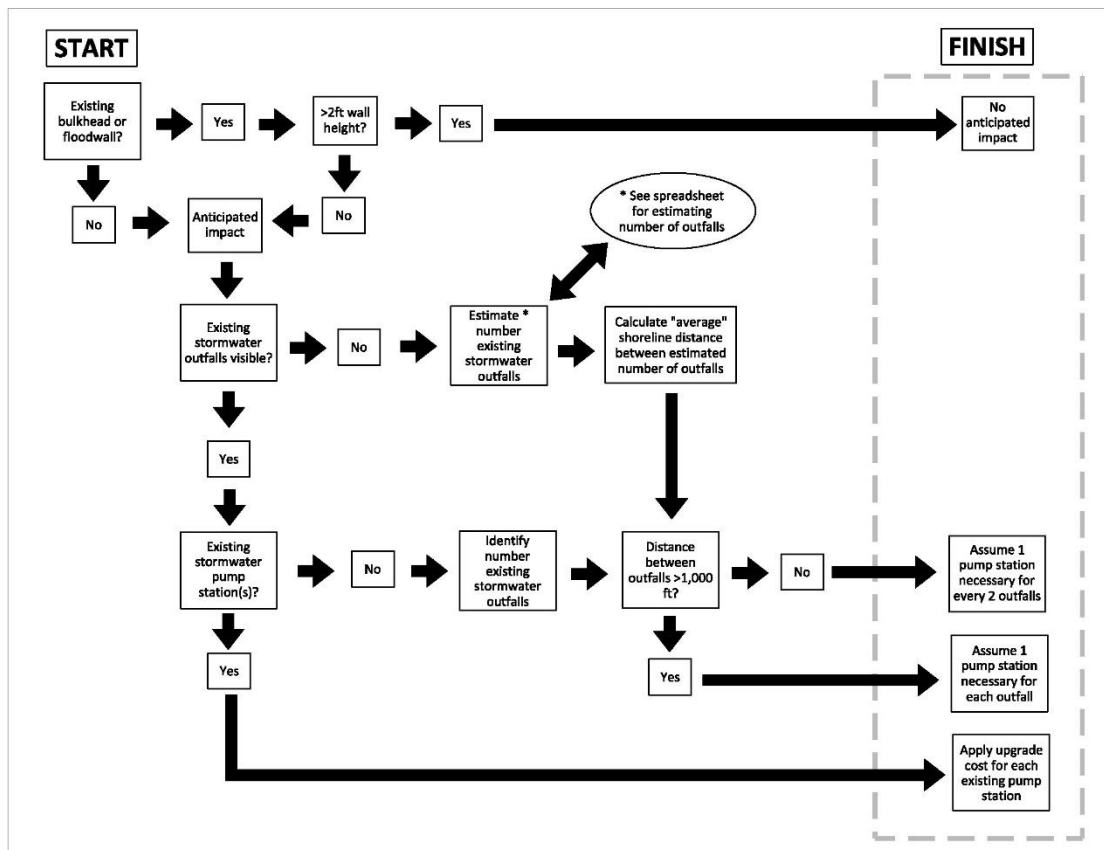 START
FINISH
Existing
bulkhead or
floodwall?
Yes
>2ft wall
height?
Yes
No
anticipated
impact
No
Anticipated
impact
No
* See spreadsheet
for estimating
number of outfalls
Existing
stormwater
outfalls visible?
No
Estimate *
number
existing
stormwater
outfalls
Calculate "average"
shoreline distance
between estimated
number of outfalls
Yes
Existing
stormwater
pump
station(s)?
No
Identify
number
existing
stormwater
outfalls
Distance
between
outfalls >1,000
ft?
No
Assume 1
pump station
necessary for
every 2 outfalls
Yes
Yes
Assume 1
pump station
necessary for
each outfall
Apply upgrade
cost for each
existing pump
station